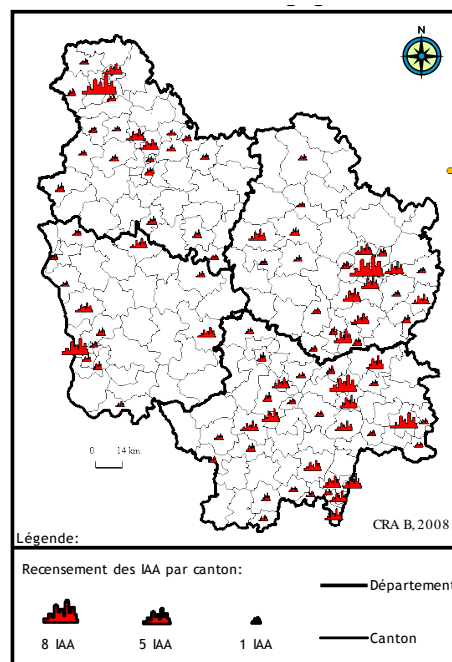 N
0 14 km
CRA B, 2008
Légende:
Recensement des IAA par canton:
Département
8 IAA 5 IAA 1 IAA
Canton